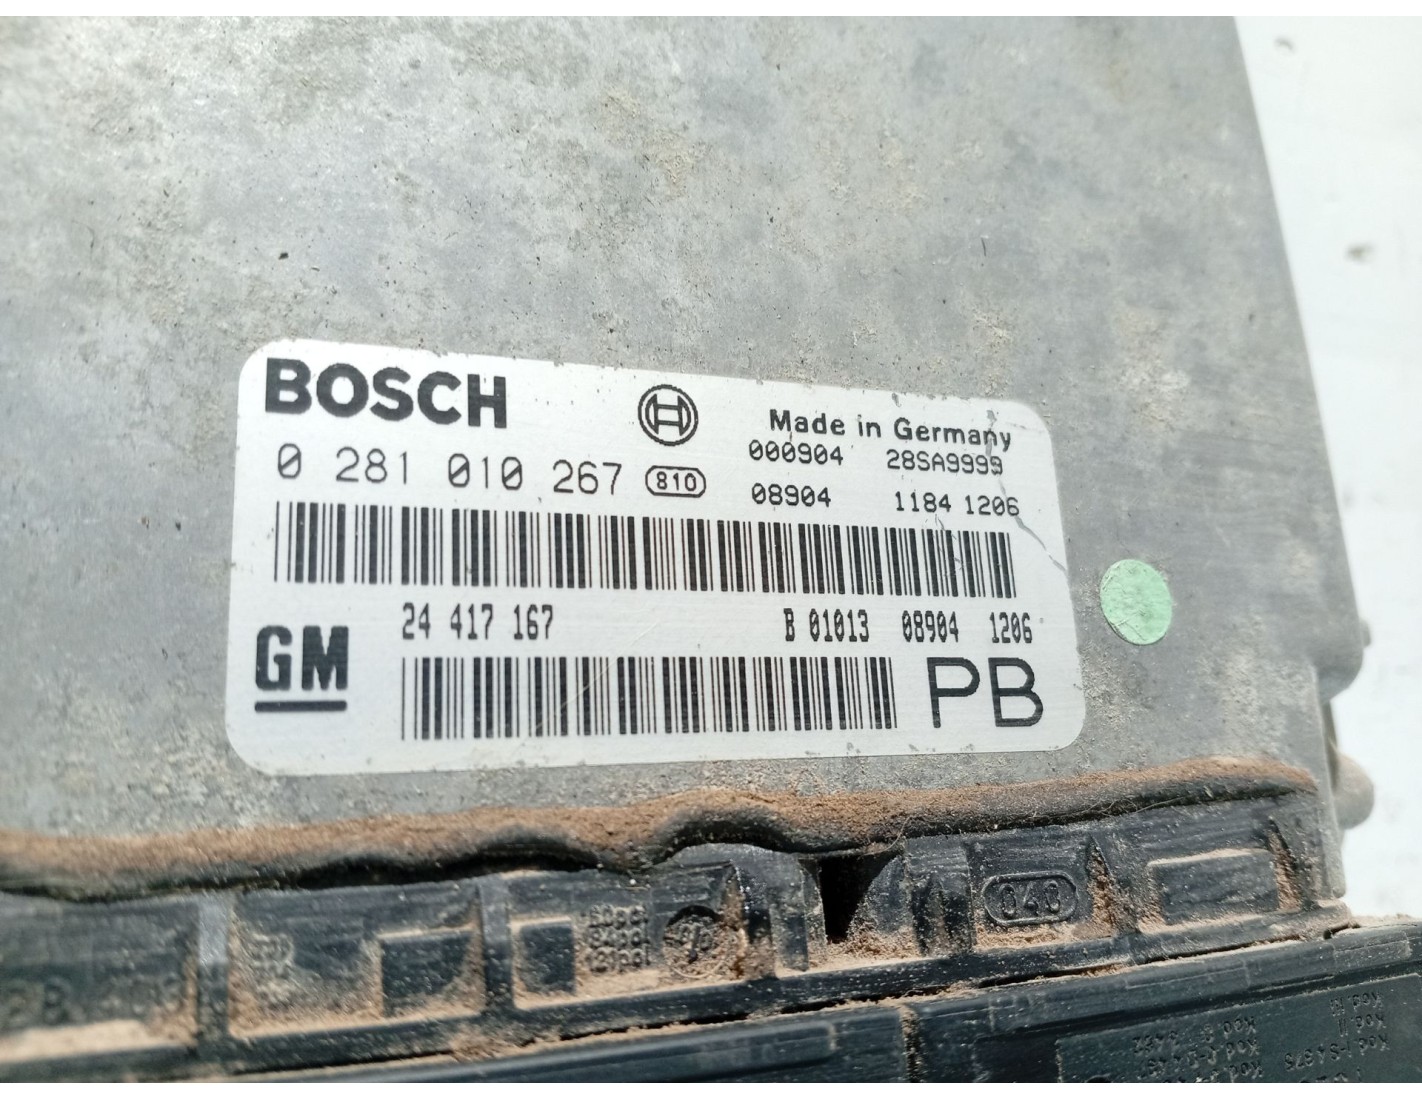 BOSCH
Made in Germany
000904 28SA9999
0 281 010 267 810
08904 1184 1206
24 417 167 B 01013 08904 1206
GM
PB
040